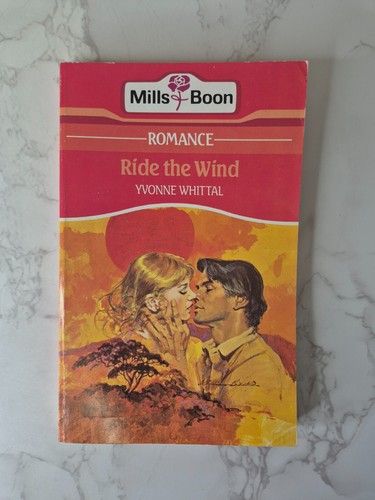 Mills & Boon
ROMANCE
Ride the Wind
YVONNE WHITTAL